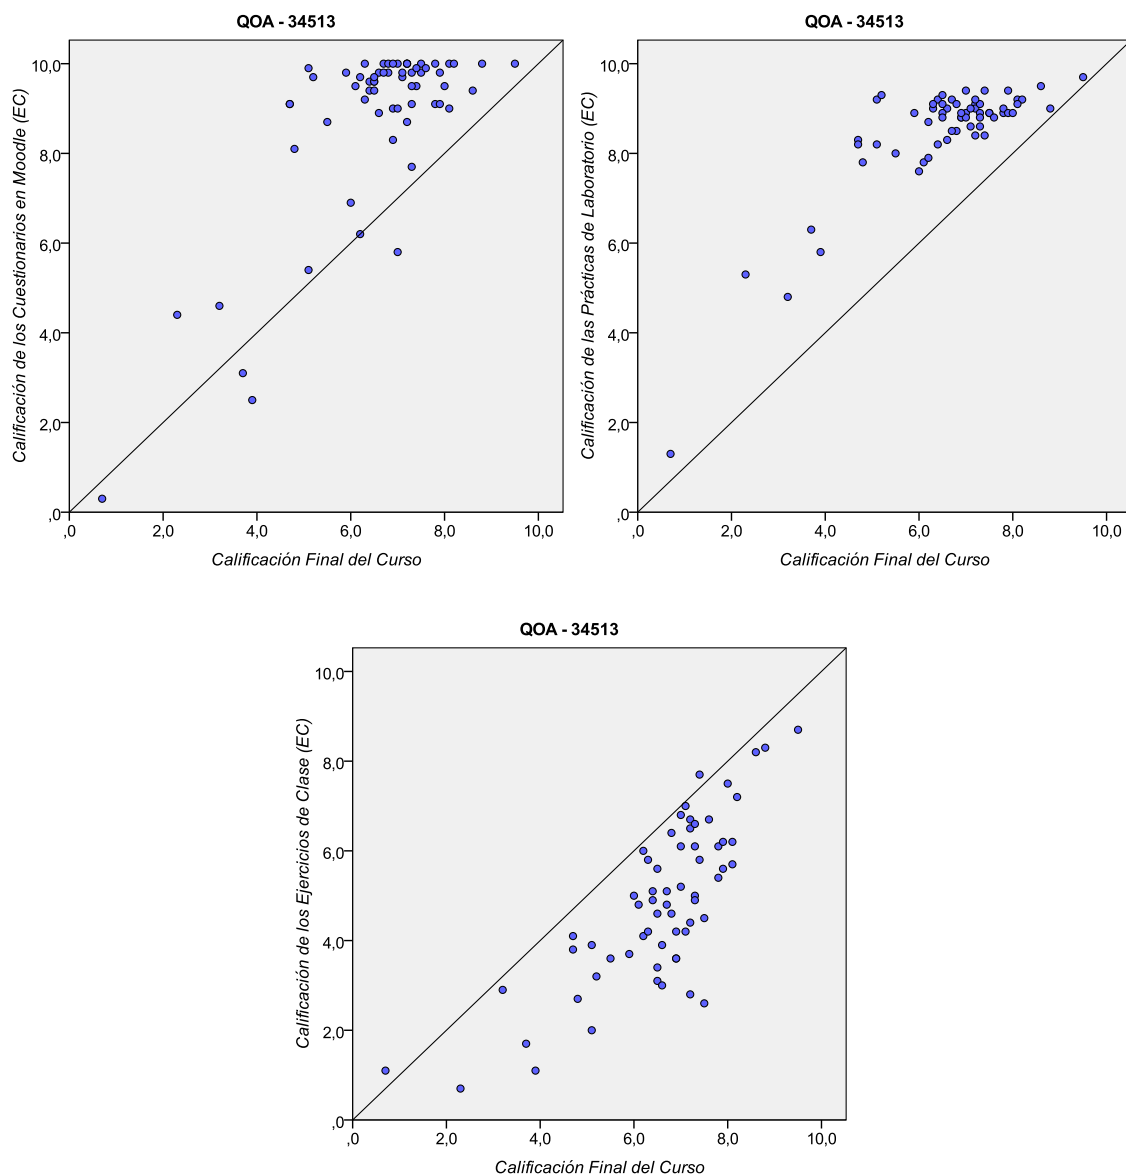 QOA - 34513
Calificación de los Cuestionarios en Moodle (EC)
10,0
8,0
6,0
4,0
2,0
,0
,0 2,0 4,0 6,0 8,0 10,0
Calificación Final del Curso
QOA - 34513
Calificación de las Prácticas de Laboratorio (EC)
10,0
8,0
6,0
4,0
2,0
,0
,0 2,0 4,0 6,0 8,0 10,0
Calificación Final del Curso
QOA - 34513
Calificación de los Ejercicios de Clase (EC)
10,0
8,0
6,0
4,0
2,0
,0
,0 2,0 4,0 6,0 8,0 10,0
Calificación Final del Curso